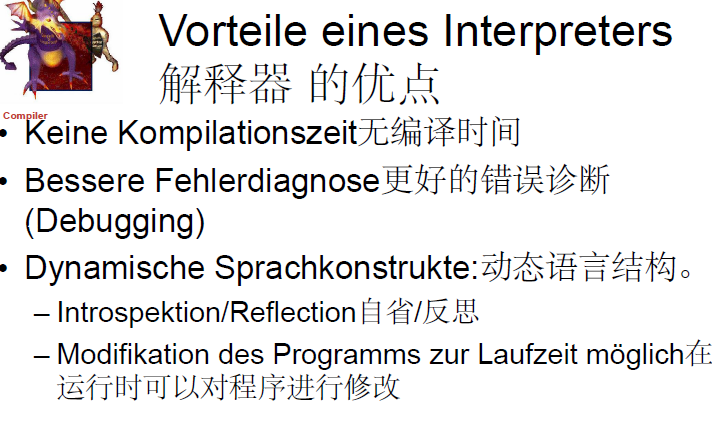 Vorteile eines Interpreters
解释器 的优点
Compiler
• Keine Kompilationszeit无编译时间
• Bessere Fehlerdiagnose更好的错误诊断
(Debugging)
• Dynamische Sprachkonstrukte:动态语言结构。
– Introspektion/Reflection自省/反思
– Modifikation des Programms zur Laufzeit möglich在
运行时可以对程序进行修改